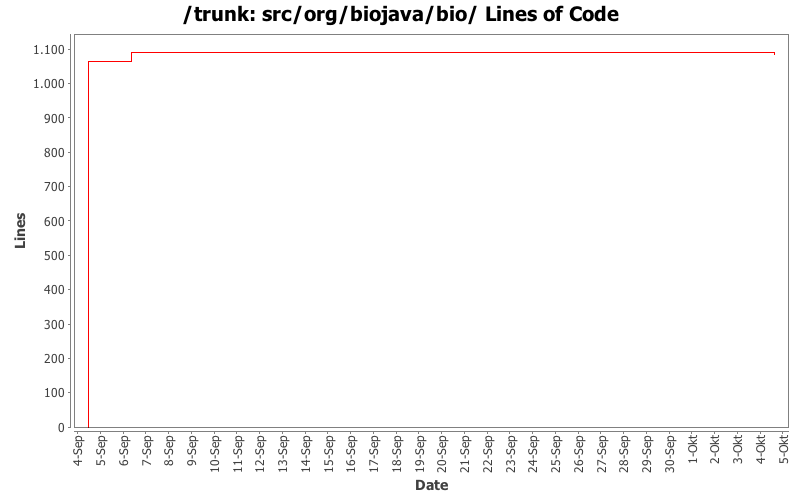 /trunk: src/org/biojava/bio/ Lines of Code
1.100
1.000
900
800
700
600
500
400
300
200
100
0
Lines
4-Sep
5-Sep
6-Sep
7-Sep
8-Sep
9-Sep
10-Sep
11-Sep
12-Sep
13-Sep
14-Sep
15-Sep
16-Sep
17-Sep
18-Sep
19-Sep
20-Sep
21-Sep
22-Sep
23-Sep
24-Sep
25-Sep
26-Sep
27-Sep
28-Sep
29-Sep
30-Sep
1-Okt
2-Okt
3-Okt
4-Okt
5-Okt
Date